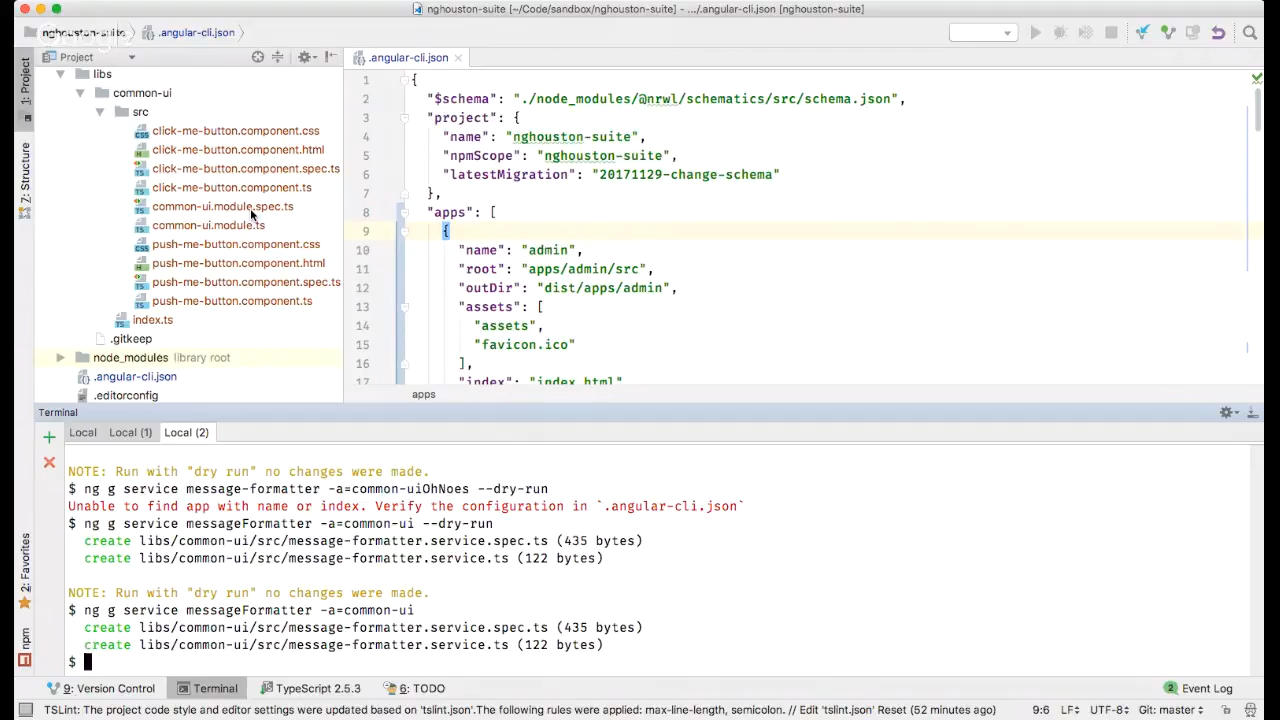 nghouston-suite [~/Code/sandbox/nghouston-suite] - .../.angular-cli.json [nghouston-suite]
nghouston-suite
.angular-cli.json
Project
.angular-cli.json
1: Project
Z: Structure
2: Favorites
npm
libs
common-ui
src
click-me-button.component.css
click-me-button.component.html
click-me-button.component.spec.ts
click-me-button.component.ts
common-ui.module.spec.ts
common-ui.module.ts
push-me-button.component.css
push-me-button.component.html
push-me-button.component.spec.ts
push-me-button.component.ts
index.ts
.gitkeep
node_modules library root
.angular-cli.json
.editorconfig
1 {
2 "$schema": "./node_modules/@nrwl/schematics/src/schema.json",
3 "project": {
4 "name": "nghouston-suite",
5 "npmScope": "nghouston-suite",
6 "latestMigration": "20171129-change-schema"
7 },
8 "apps": [
9 {
10 "name": "admin",
11 "root": "apps/admin/src",
12 "outDir": "dist/apps/admin",
13 "assets": [
14 "assets",
15 "favicon.ico"
16 ],
17 "index": "index.html"
apps
Terminal
Local Local (1) Local (2)
NOTE: Run with "dry run" no changes were made.
$ ng g service message-formatter -a=common-uiOhNoes --dry-run
Unable to find app with name or index. Verify the configuration in `.angular-cli.json`
$ ng g service messageFormatter -a=common-ui --dry-run
create libs/common-ui/src/message-formatter.service.spec.ts (435 bytes)
create libs/common-ui/src/message-formatter.service.ts (122 bytes)
NOTE: Run with "dry run" no changes were made.
$ ng g service messageFormatter -a=common-ui
create libs/common-ui/src/message-formatter.service.spec.ts (435 bytes)
create libs/common-ui/src/message-formatter.service.ts (122 bytes)
$
9: Version Control Terminal TypeScript 2.5.3 6: TODO 2 Event Log
TSLint: The project code style and editor settings were updated based on 'tslint.json'.The following rules were applied: max-line-length, semicolon. // Edit 'tslint.json' Reset (52 minutes ago) 9:6 LF÷ UTF-8÷ Git: master÷